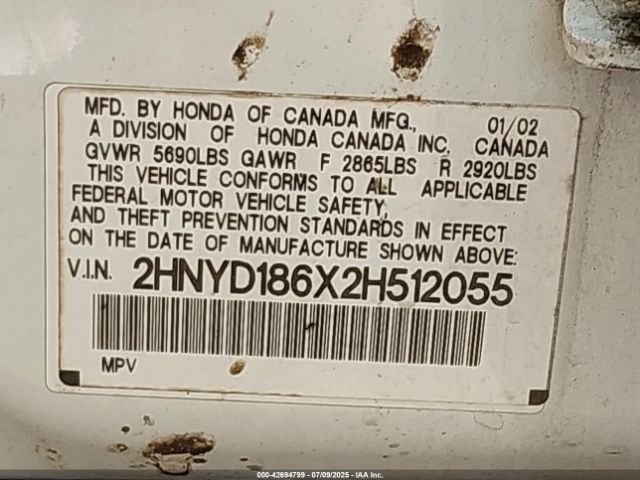 MFD. BY HONDA OF CANADA MFG., 01/02
A DIVISION OF HONDA CANADA INC, CANADA
GVWR 5690LBS GAWR F 2865LBS R 2920LBS
THIS VEHICLE CONFORMS TO ALL APPLICABLE
FEDERAL MOTOR VEHICLE SAFETY,
AND THEFT PREVENTION STANDARDS IN EFFECT
ON THE DATE OF MANUFACTURE SHOWN ABOVE:
V.I.N. 2HNYD186X2H512055
MPV
000-42694799 - 07/09/2025 - IAA Inc.